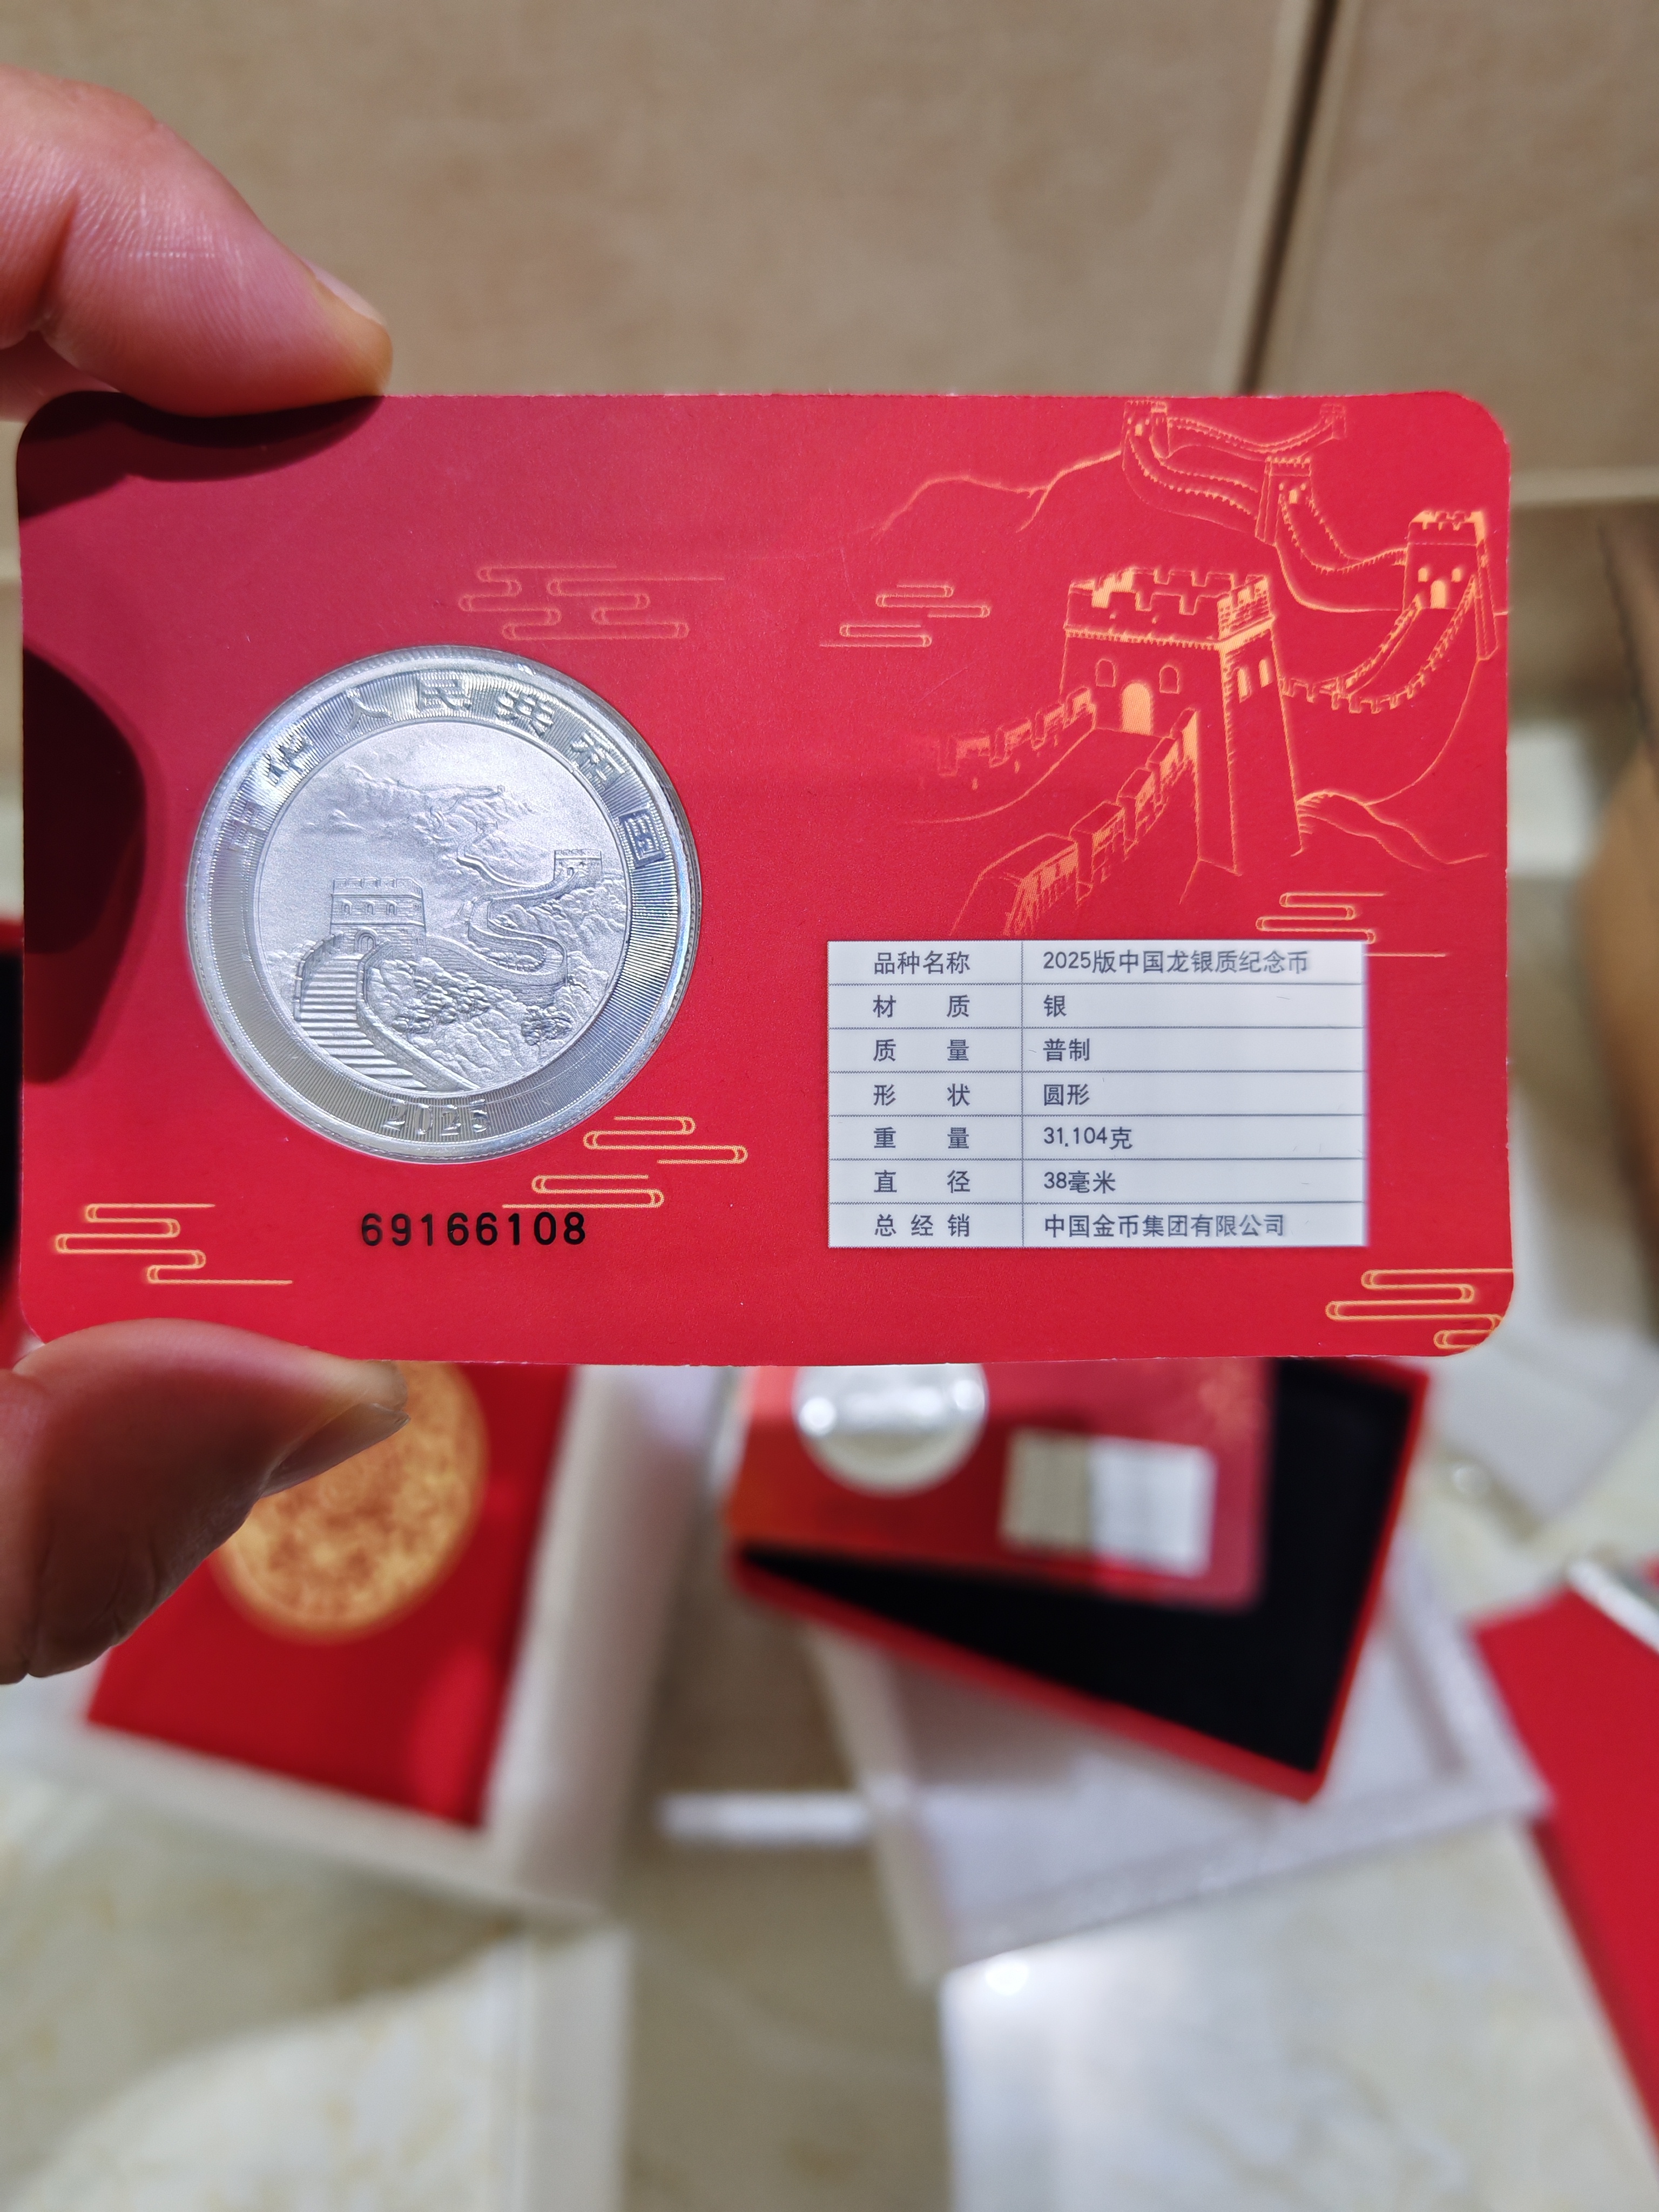 中华人民共和国
2025
69166108
品种名称 2025版中国龙银质纪念币
材 质 银
质 量 普制
形 状 圆形
重 量 31.104克
直 径 38毫米
总经销 中国金币集团有限公司